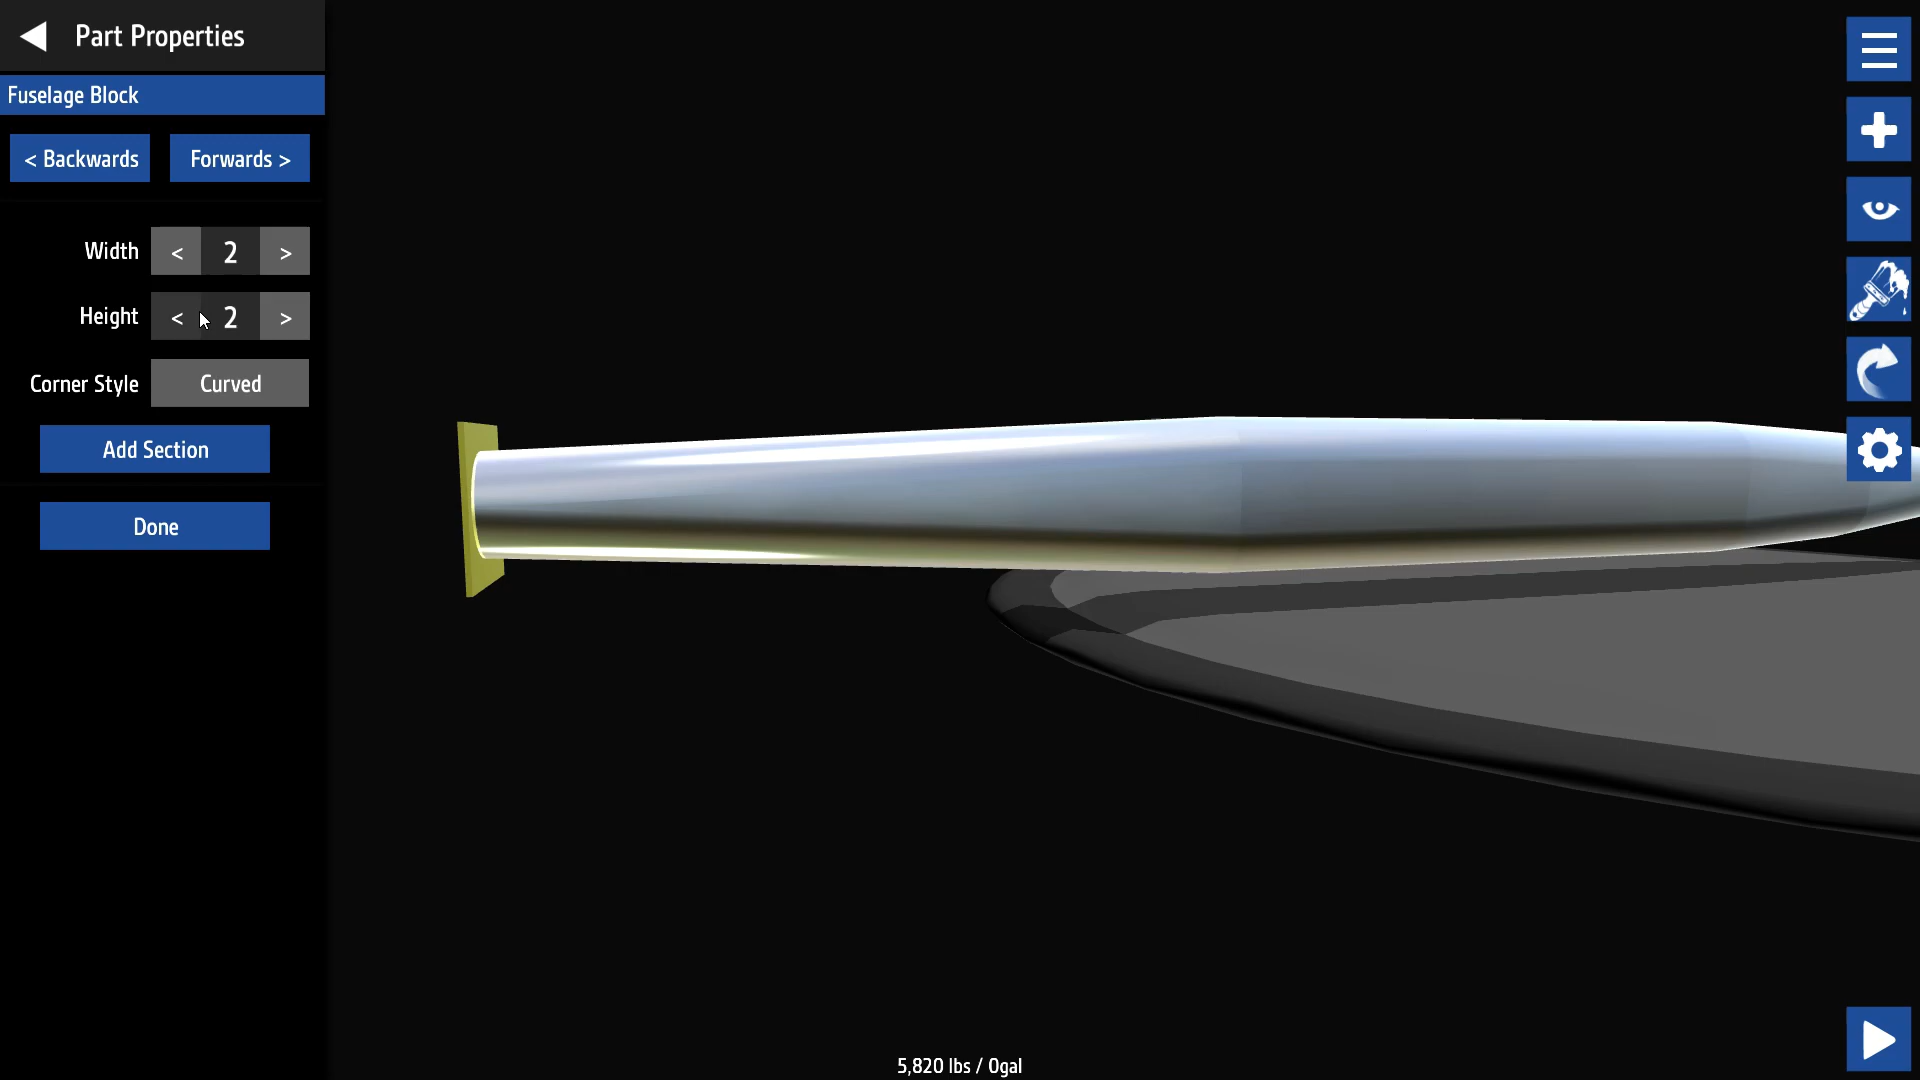 Part Properties
Fuselage Block
< Backwards Forwards >
Width < 2 >
Height < 2 >
Corner Style Curved
Add Section
Done
5,820 lbs / 0gal